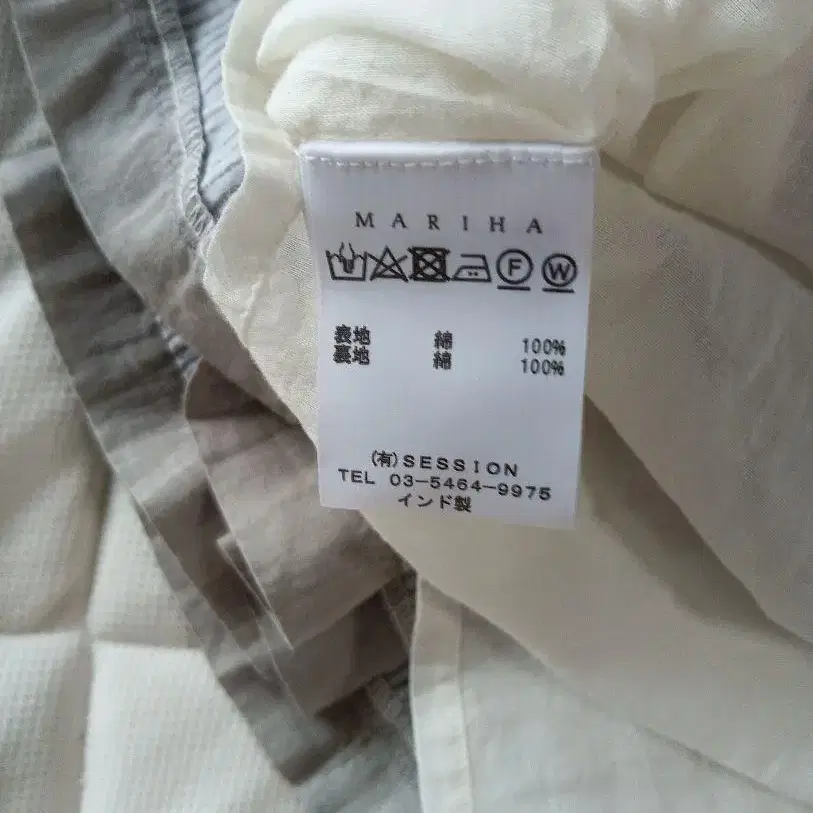 MARIHA
F W
表地 綿 100%
裏地 綿 100%
(有)SESSION
TEL 03-5464-9975
インド製